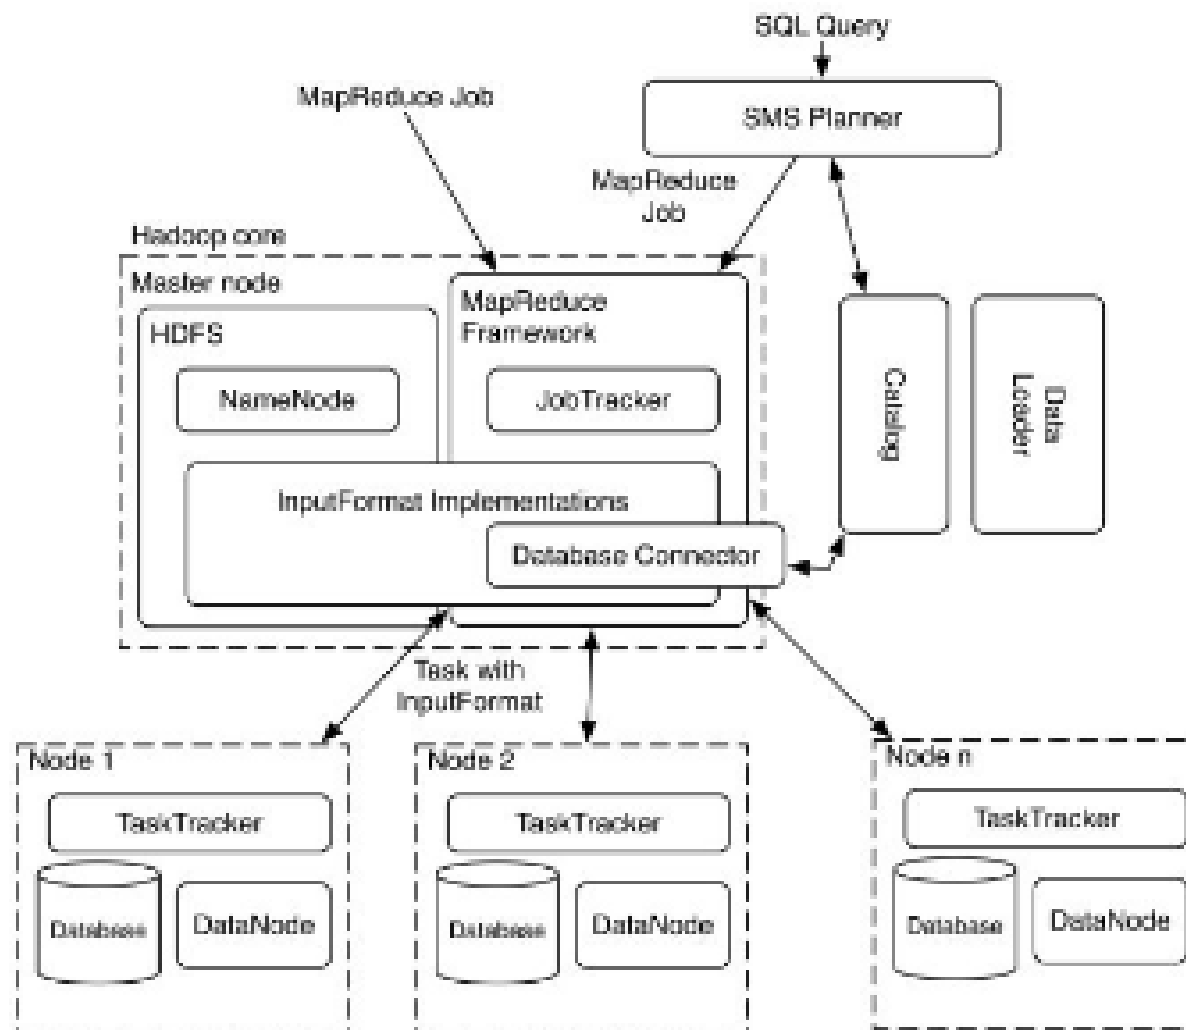 SQL Query
SMS Planner
MapReduce Job
MapReduce
Job
Hadoop core
Master node
HDFS
MapReduce
Framework
NameNode
JobTracker
InputFormat Implementations
Database Connector
Catalog
Data
Loader
Task with
InputFormat
Node 1
TaskTracker
Database
DataNode
Node 2
TaskTracker
Database
DataNode
Node n
TaskTracker
Database
DataNode